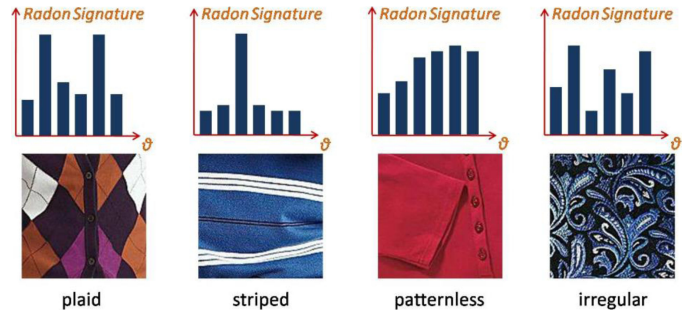 Radon Signature Radon Signature Radon Signature Radon Signature
ϑ ϑ ϑ ϑ
plaid striped patternless irregular